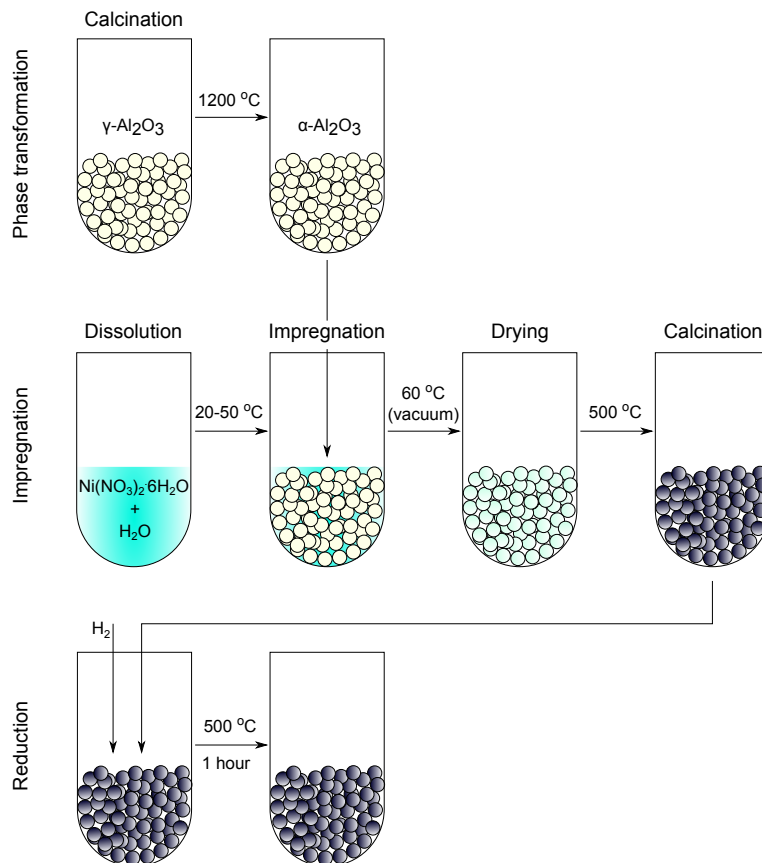 Calcination
Phase transformation
1200 °C
γ-Al₂O₃
α-Al₂O₃
Dissolution
Impregnation
Drying
Calcination
Impregnation
20-50 °C
60 °C
(vacuum)
500 °C
Ni(NO₃)₂·6H₂O
+
H₂O
H₂
Reduction
500 °C
1 hour